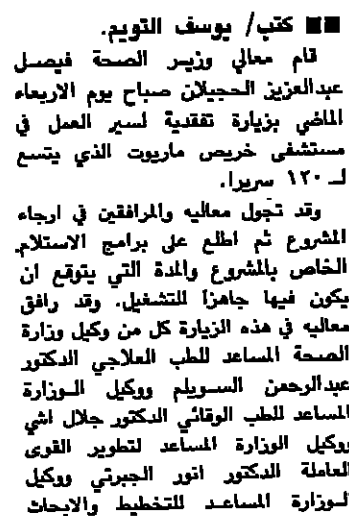 كتب/ يوسف التويم.
قام معالي وزير الصحة فيصل
عبدالعزيز الحجيلان صباح يوم الاربعاء
الماضي بزيارة تفقدية لسير العمل في
مستشفى خريص ماريوت الذي يتسع
لـ ١٢٠ سريرا.
وقد تجول معاليه والمرافقين في ارجاء
المشروع ثم اطلع على برامج الاستلام
الخاص بالمشروع والمدة التي يتوقع ان
يكون فيها جاهزا للتشغيل. وقد رافق
معاليه في هذه الزيارة كل من وكيل وزارة
الصحة المساعد للطب العلاجي الدكتور
عبدالرحمن السويلم ووكيل الوزارة
المساعد للطب الوقائي الدكتور جلال اشي
ووكيل الوزارة المساعد لتطوير القوى
العاملة الدكتور انور الجبرتي ووكيل
الوزارة المساعد للتخطيط والابحاث